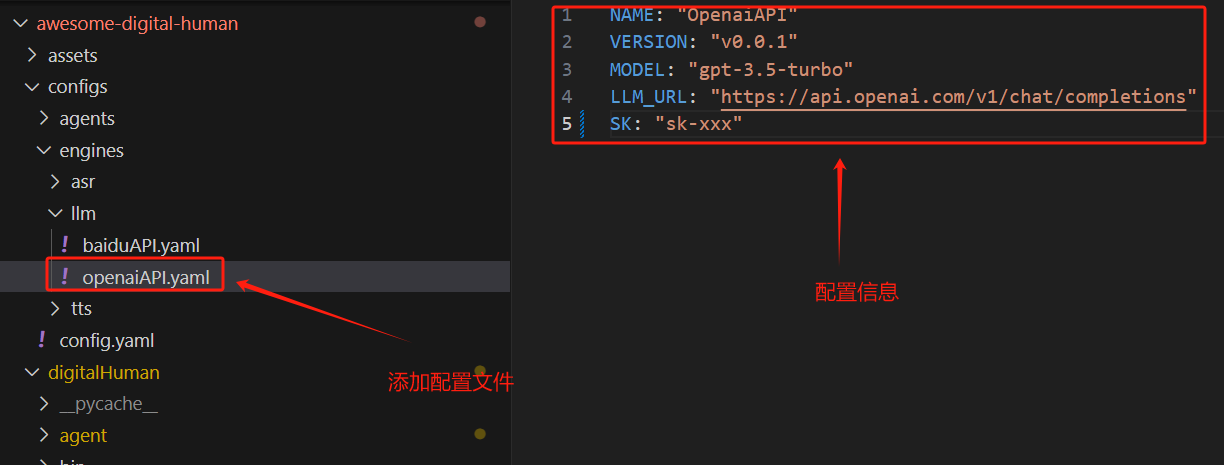 awesome-digital-human
assets
configs
agents
engines
asr
llm
! baiduAPI.yaml
! openaiAPI.yaml
tts
! config.yaml
digitalHuman
__pycache__
agent
bin
添加配置文件
1 NAME: "OpenaiAPI"
2 VERSION: "v0.0.1"
3 MODEL: "gpt-3.5-turbo"
4 LLM_URL: "https://api.openai.com/v1/chat/completions"
5 SK: "sk-xxx"
配置信息